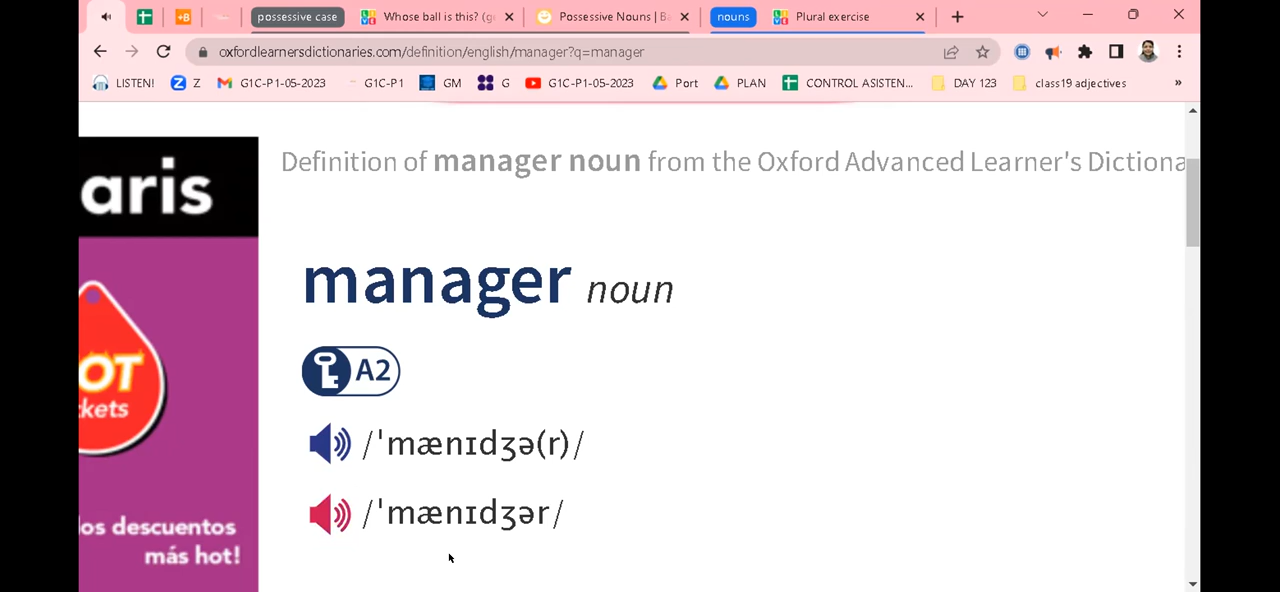 possessive case Whose ball is this? (ge Possessive Nouns | Ba nouns Plural exercise
oxfordlearnersdictionaries.com/definition/english/manager?q=manager
LISTEN! Z G1C-P1-05-2023 G1C-P1 GM G G1C-P1-05-2023 Port PLAN CONTROL ASISTEN... DAY 123 class19 adjectives »
Definition of manager noun from the Oxford Advanced Learner's Dictiona
aris
manager noun
A2
OT
kets
/ˈmænɪdʒə(r)/
/ˈmænɪdʒər/
os descuentos
más hot!